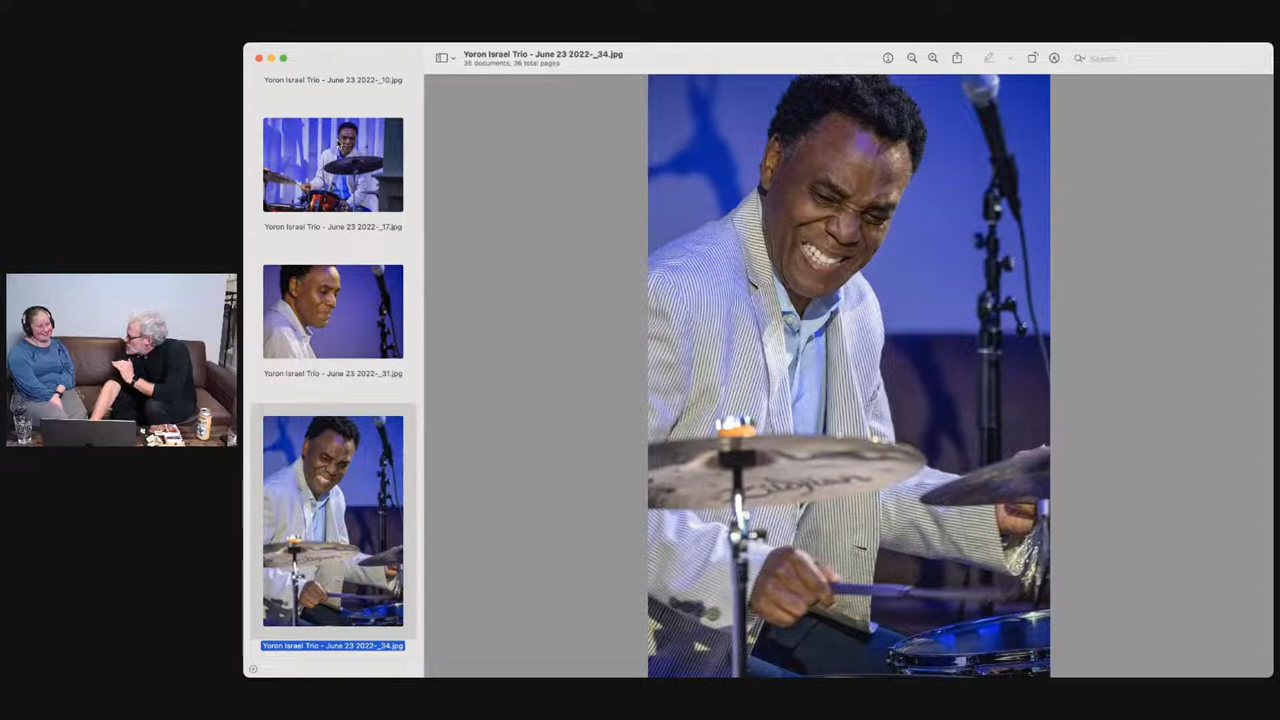 Yoron Israel Trio - June 23 2022-_34.jpg
36 documents, 36 total pages
Search
Yoron Israel Trio - June 23 2022-_10.jpg
Yoron Israel Trio - June 23 2022-_17.jpg
Yoron Israel Trio - June 23 2022-_31.jpg
Yoron Israel Trio - June 23 2022-_34.jpg
Zildjian